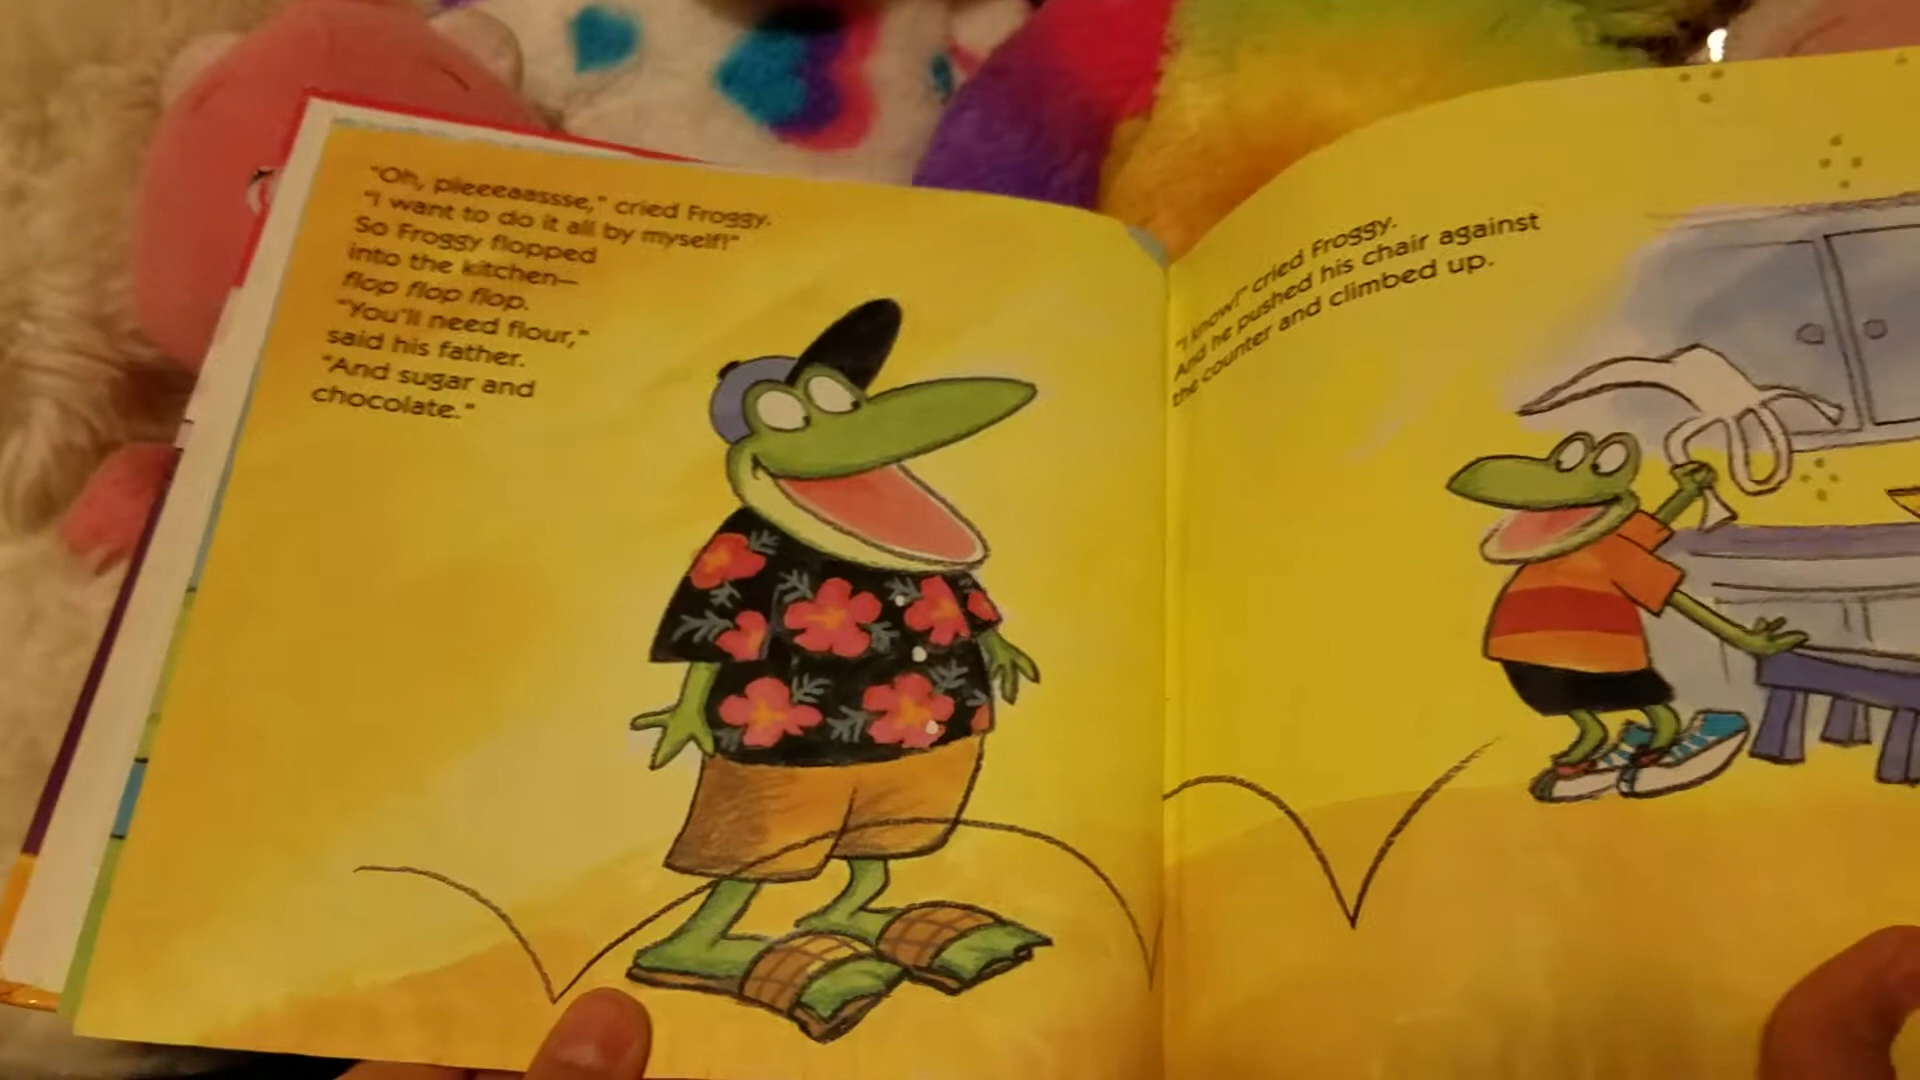 "Oh, pleeeaassse," cried Froggy.
"I want to do it all by myself!"
So Froggy flopped
into the kitchen—
flop flop flop.
"You'll need flour,"
said his father.
"And sugar and
chocolate."
"I know!" cried Froggy.
And he pushed his chair against
the counter and climbed up.